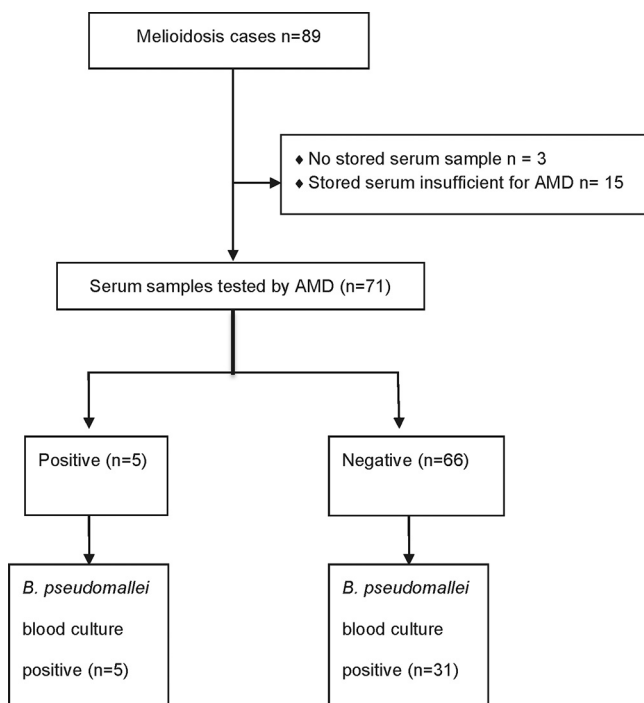 Melioidosis cases n=89
♦ No stored serum sample n = 3
♦ Stored serum insufficient for AMD n= 15
Serum samples tested by AMD (n=71)
Positive (n=5)
Negative (n=66)
B. pseudomallei
blood culture
positive (n=5)
B. pseudomallei
blood culture
positive (n=31)